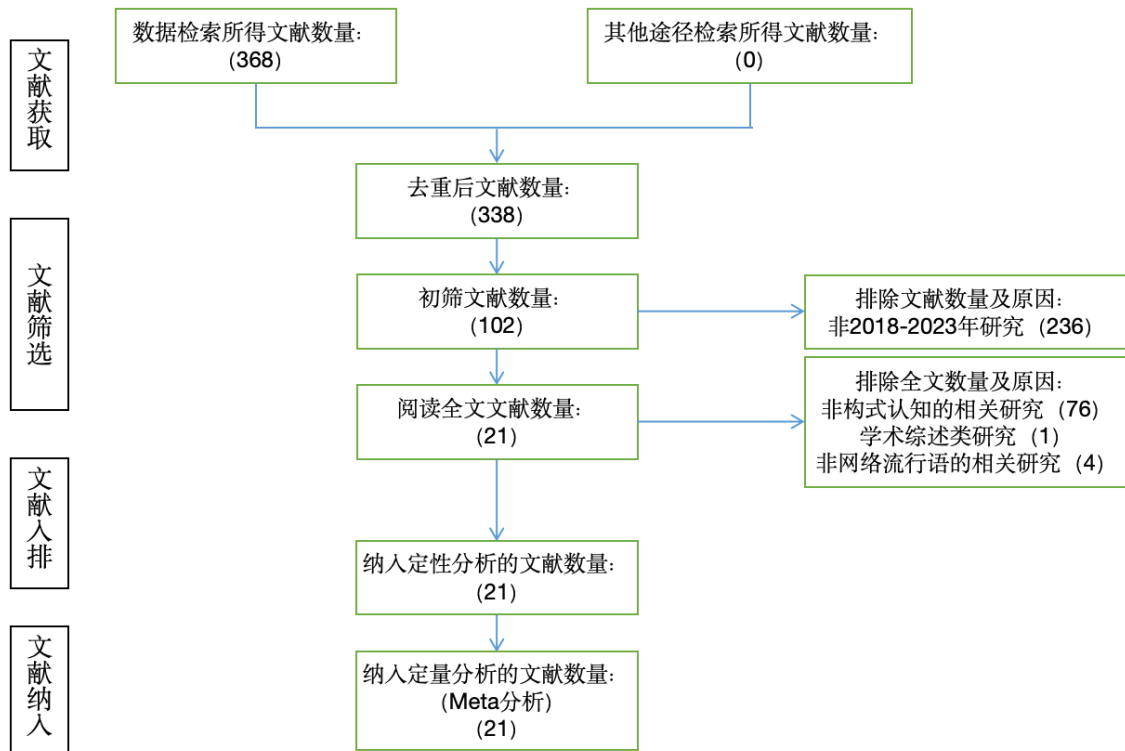 数据检索所得文献数量：
(368)
其他途径检索所得文献数量：
(0)
文献获取
去重后文献数量：
(338)
文献筛选
初筛文献数量：
(102)
排除文献数量及原因：
非2018-2023年研究 (236)
阅读全文文献数量：
(21)
排除全文数量及原因：
非构式认知的相关研究 (76)
学术综述类研究 (1)
非网络流行语的相关研究 (4)
文献入排
纳入定性分析的文献数量：
(21)
文献纳入
纳入定量分析的文献数量：
(Meta分析)
(21)